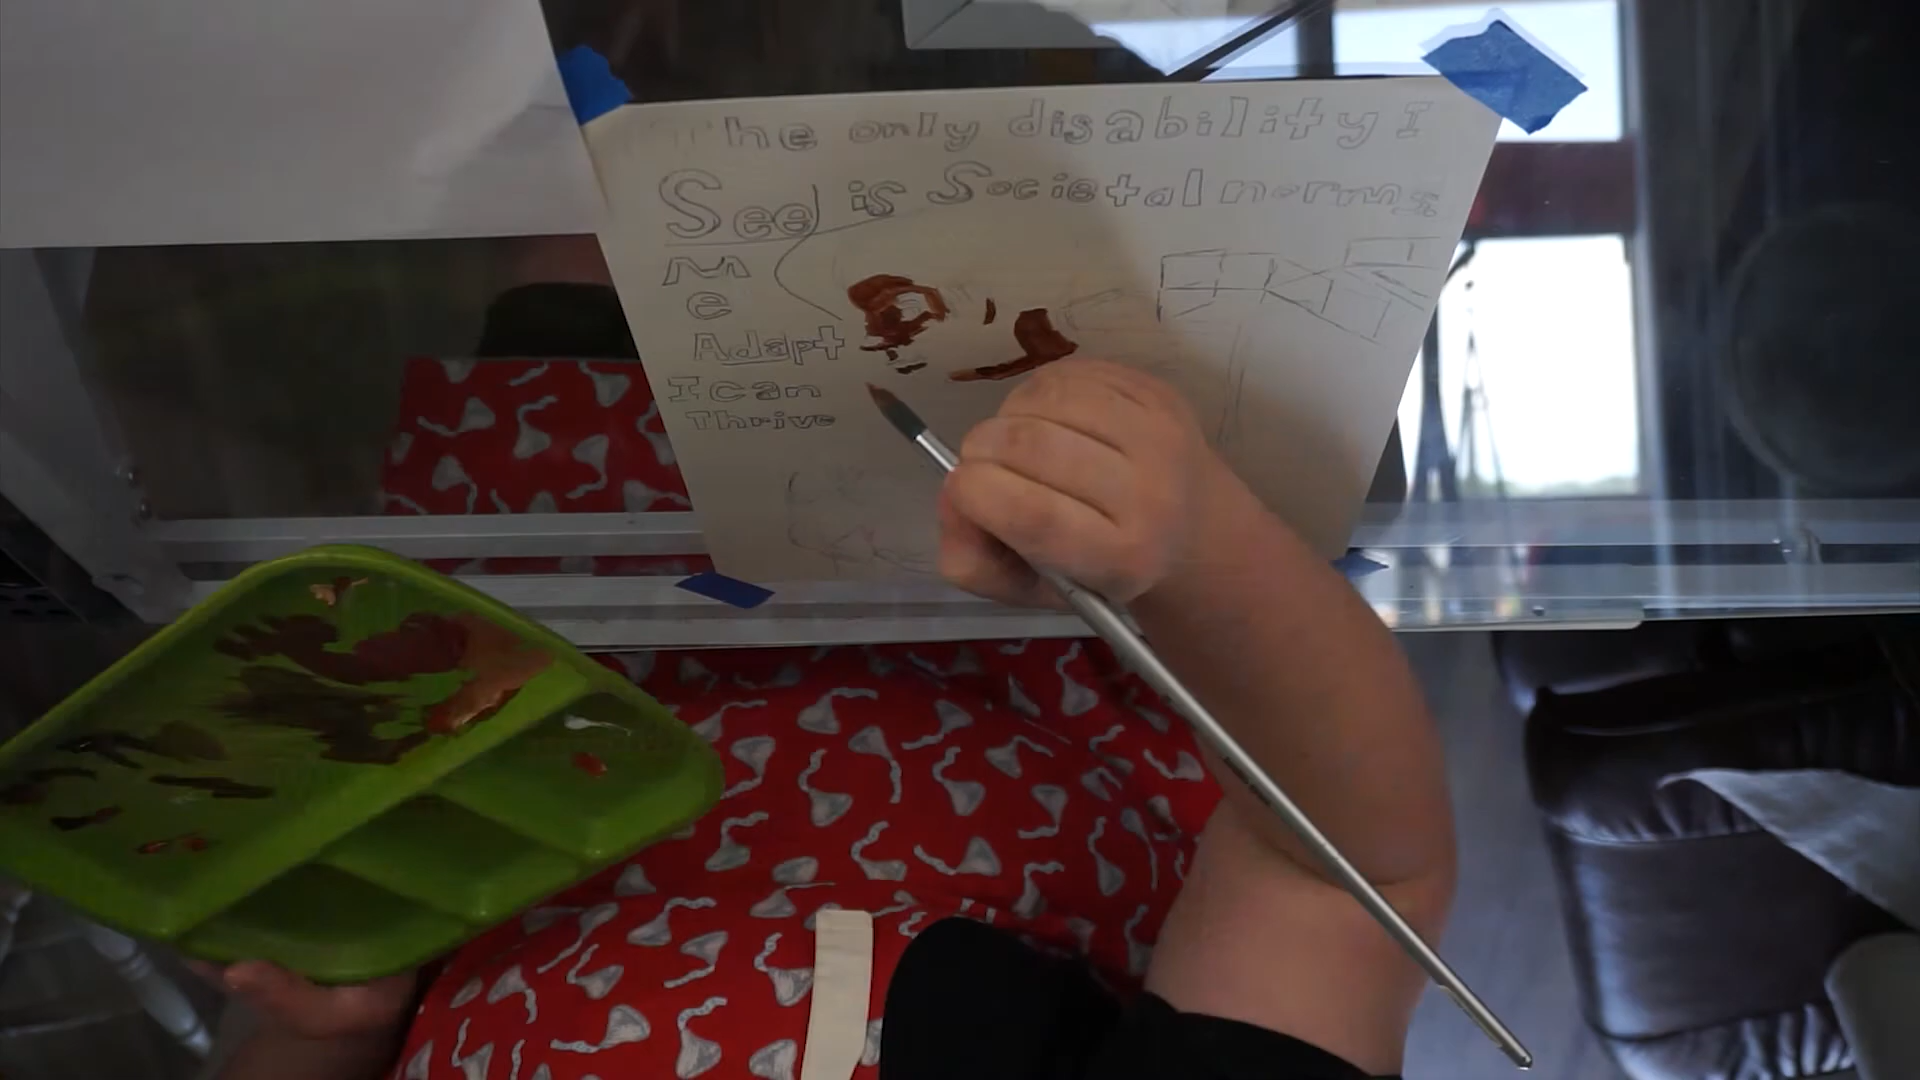 The only disability I
See is Societal norms
Me
Adapt
I Can
Thrive